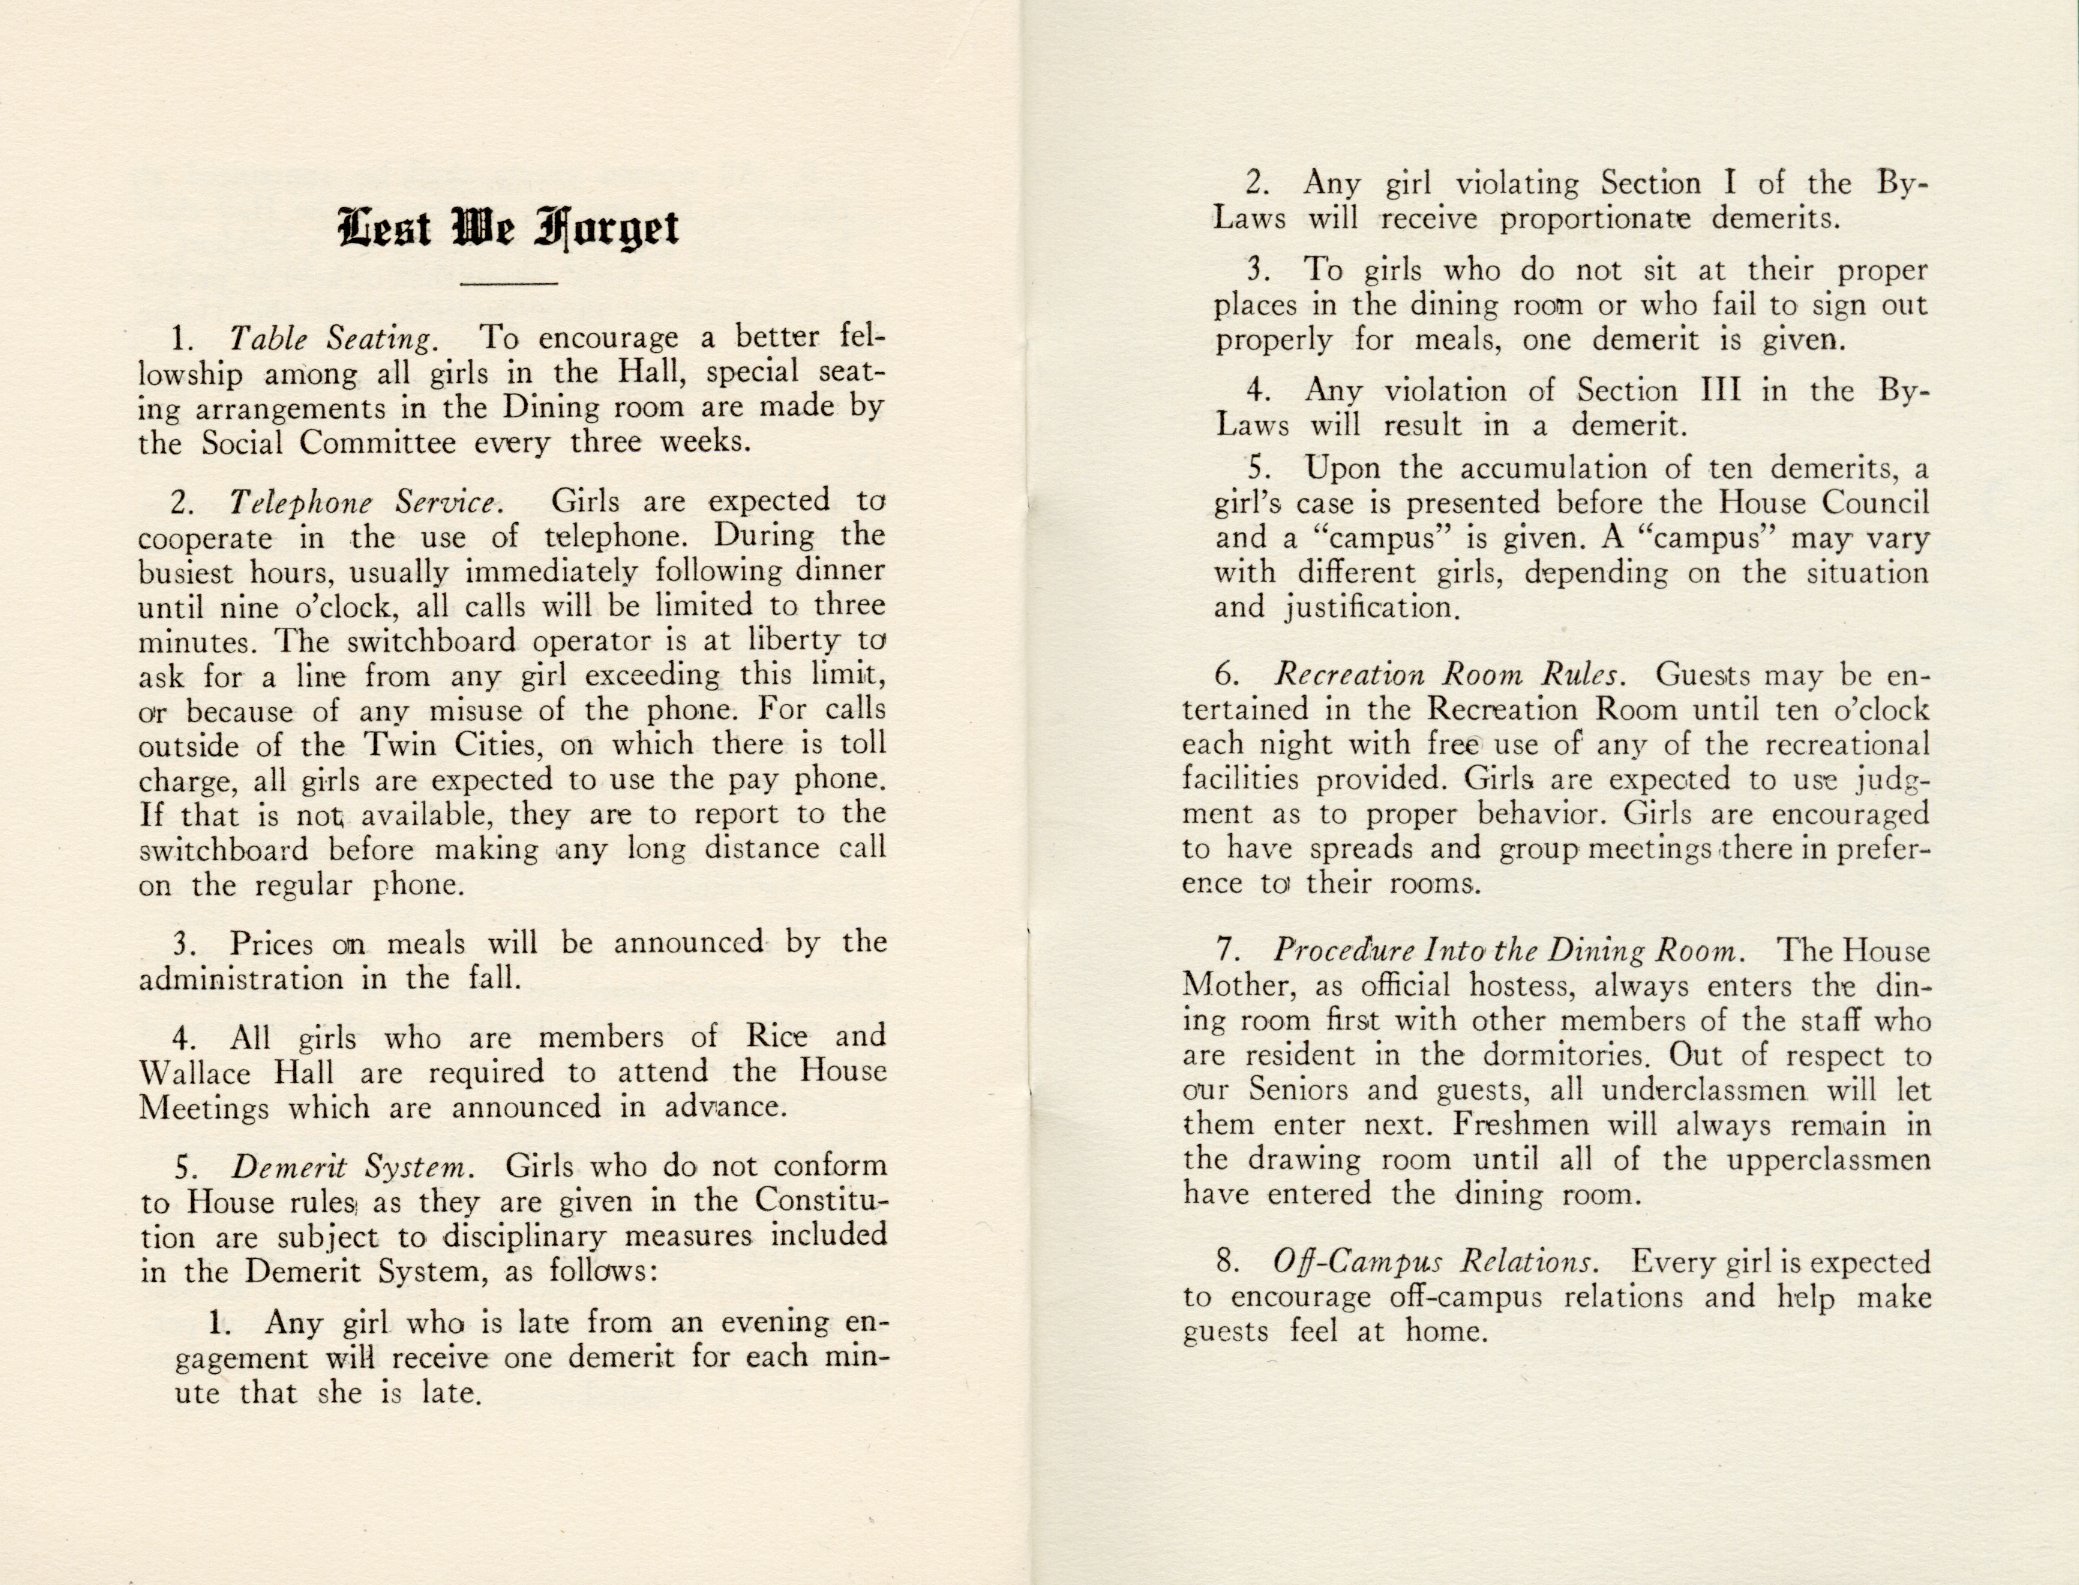 Lest We Forget
1. Table Seating. To encourage a better fel-
lowship among all girls in the Hall, special seat-
ing arrangements in the Dining room are made by
the Social Committee every three weeks.
2. Telephone Service. Girls are expected to
cooperate in the use of telephone. During the
busiest hours, usually immediately following dinner
until nine o'clock, all calls will be limited to three
minutes. The switchboard operator is at liberty to
ask for a line from any girl exceeding this limit,
or because of any misuse of the phone. For calls
outside of the Twin Cities, on which there is toll
charge, all girls are expected to use the pay phone.
If that is not available, they are to report to the
switchboard before making any long distance call
on the regular phone.
3. Prices on meals will be announced by the
administration in the fall.
4. All girls who are members of Rice and
Wallace Hall are required to attend the House
Meetings which are announced in advance.
5. Demerit System. Girls who do not conform
to House rules as they are given in the Constitu-
tion are subject to disciplinary measures included
in the Demerit System, as follows:
1. Any girl who is late from an evening en-
gagement will receive one demerit for each min-
ute that she is late.
2. Any girl violating Section I of the By-
Laws will receive proportionate demerits.
3. To girls who do not sit at their proper
places in the dining room or who fail to sign out
properly for meals, one demerit is given.
4. Any violation of Section III in the By-
Laws will result in a demerit.
5. Upon the accumulation of ten demerits, a
girl's case is presented before the House Council
and a “campus” is given. A “campus” may vary
with different girls, depending on the situation
and justification.
6. Recreation Room Rules. Guests may be en-
tertained in the Recreation Room until ten o'clock
each night with free use of any of the recreational
facilities provided. Girls are expected to use judg-
ment as to proper behavior. Girls are encouraged
to have spreads and group meetings there in prefer-
ence to their rooms.
7. Procedure Into the Dining Room. The House
Mother, as official hostess, always enters the din-
ing room first with other members of the staff who
are resident in the dormitories. Out of respect to
our Seniors and guests, all underclassmen will let
them enter next. Freshmen will always remain in
the drawing room until all of the upperclassmen
have entered the dining room.
8. Off-Campus Relations. Every girl is expected
to encourage off-campus relations and help make
guests feel at home.